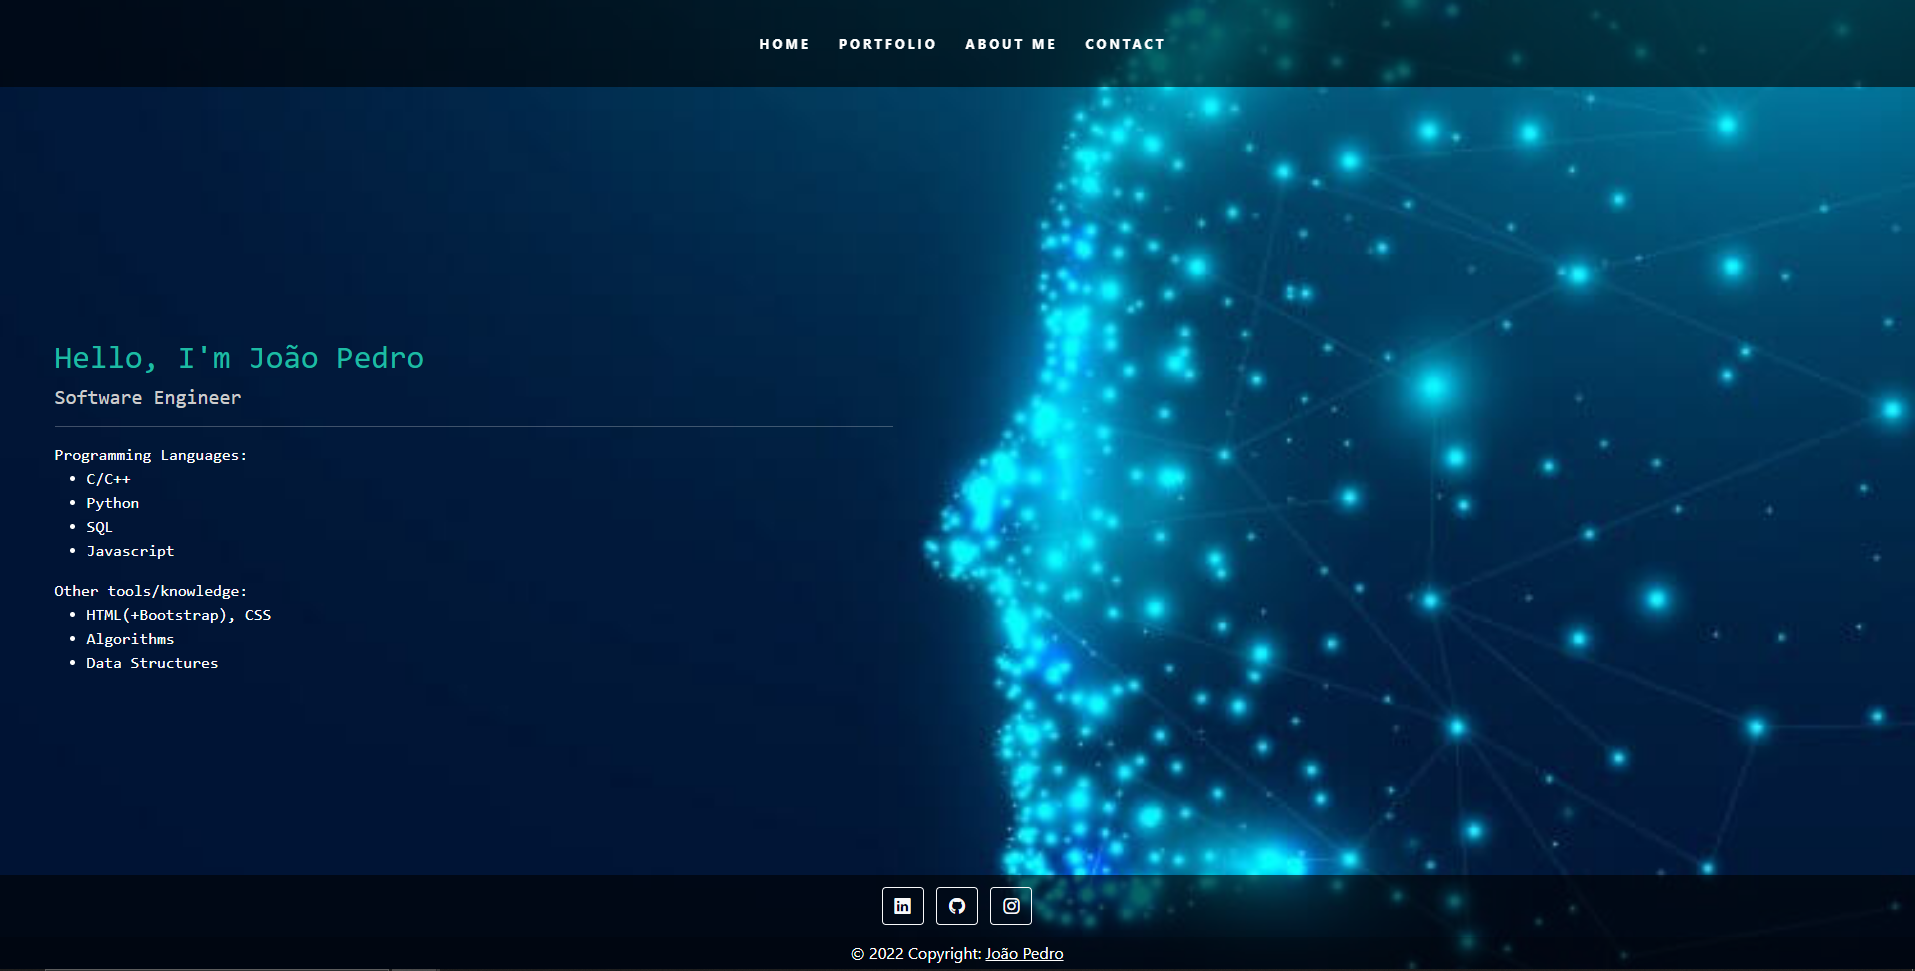 HOME PORTFOLIO ABOUT ME CONTACT
Hello, I'm João Pedro
Software Engineer
Programming Languages:
• C/C++
• Python
• SQL
• Javascript
Other tools/knowledge:
• HTML(+Bootstrap), CSS
• Algorithms
• Data Structures
in
© 2022 Copyright: João Pedro